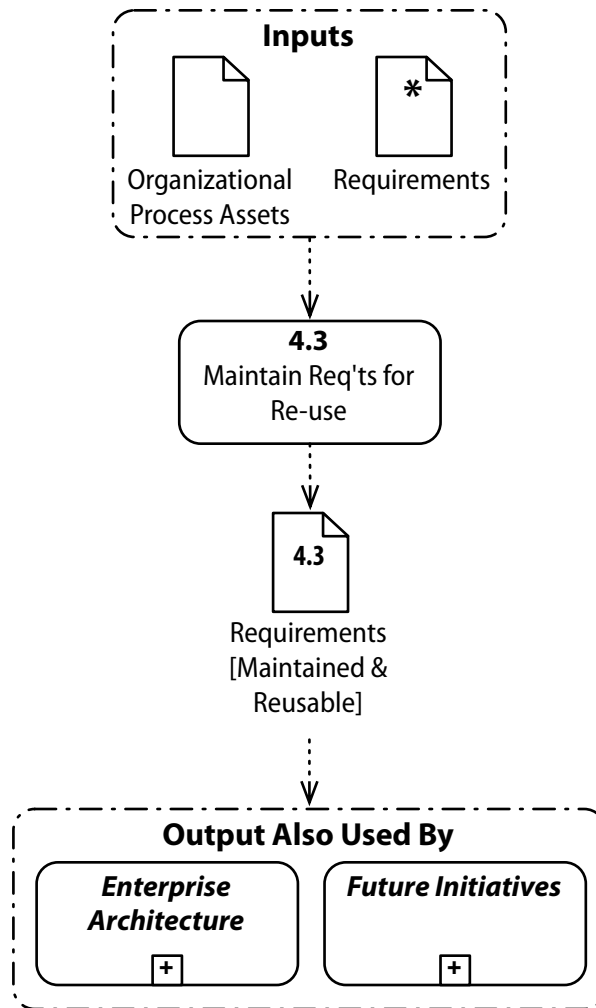 Inputs
*
Organizational
Process Assets
Requirements
4.3
Maintain Req'ts for
Re-use
4.3
Requirements
[Maintained &
Reusable]
Output Also Used By
Enterprise
Architecture
+
Future Initiatives
+